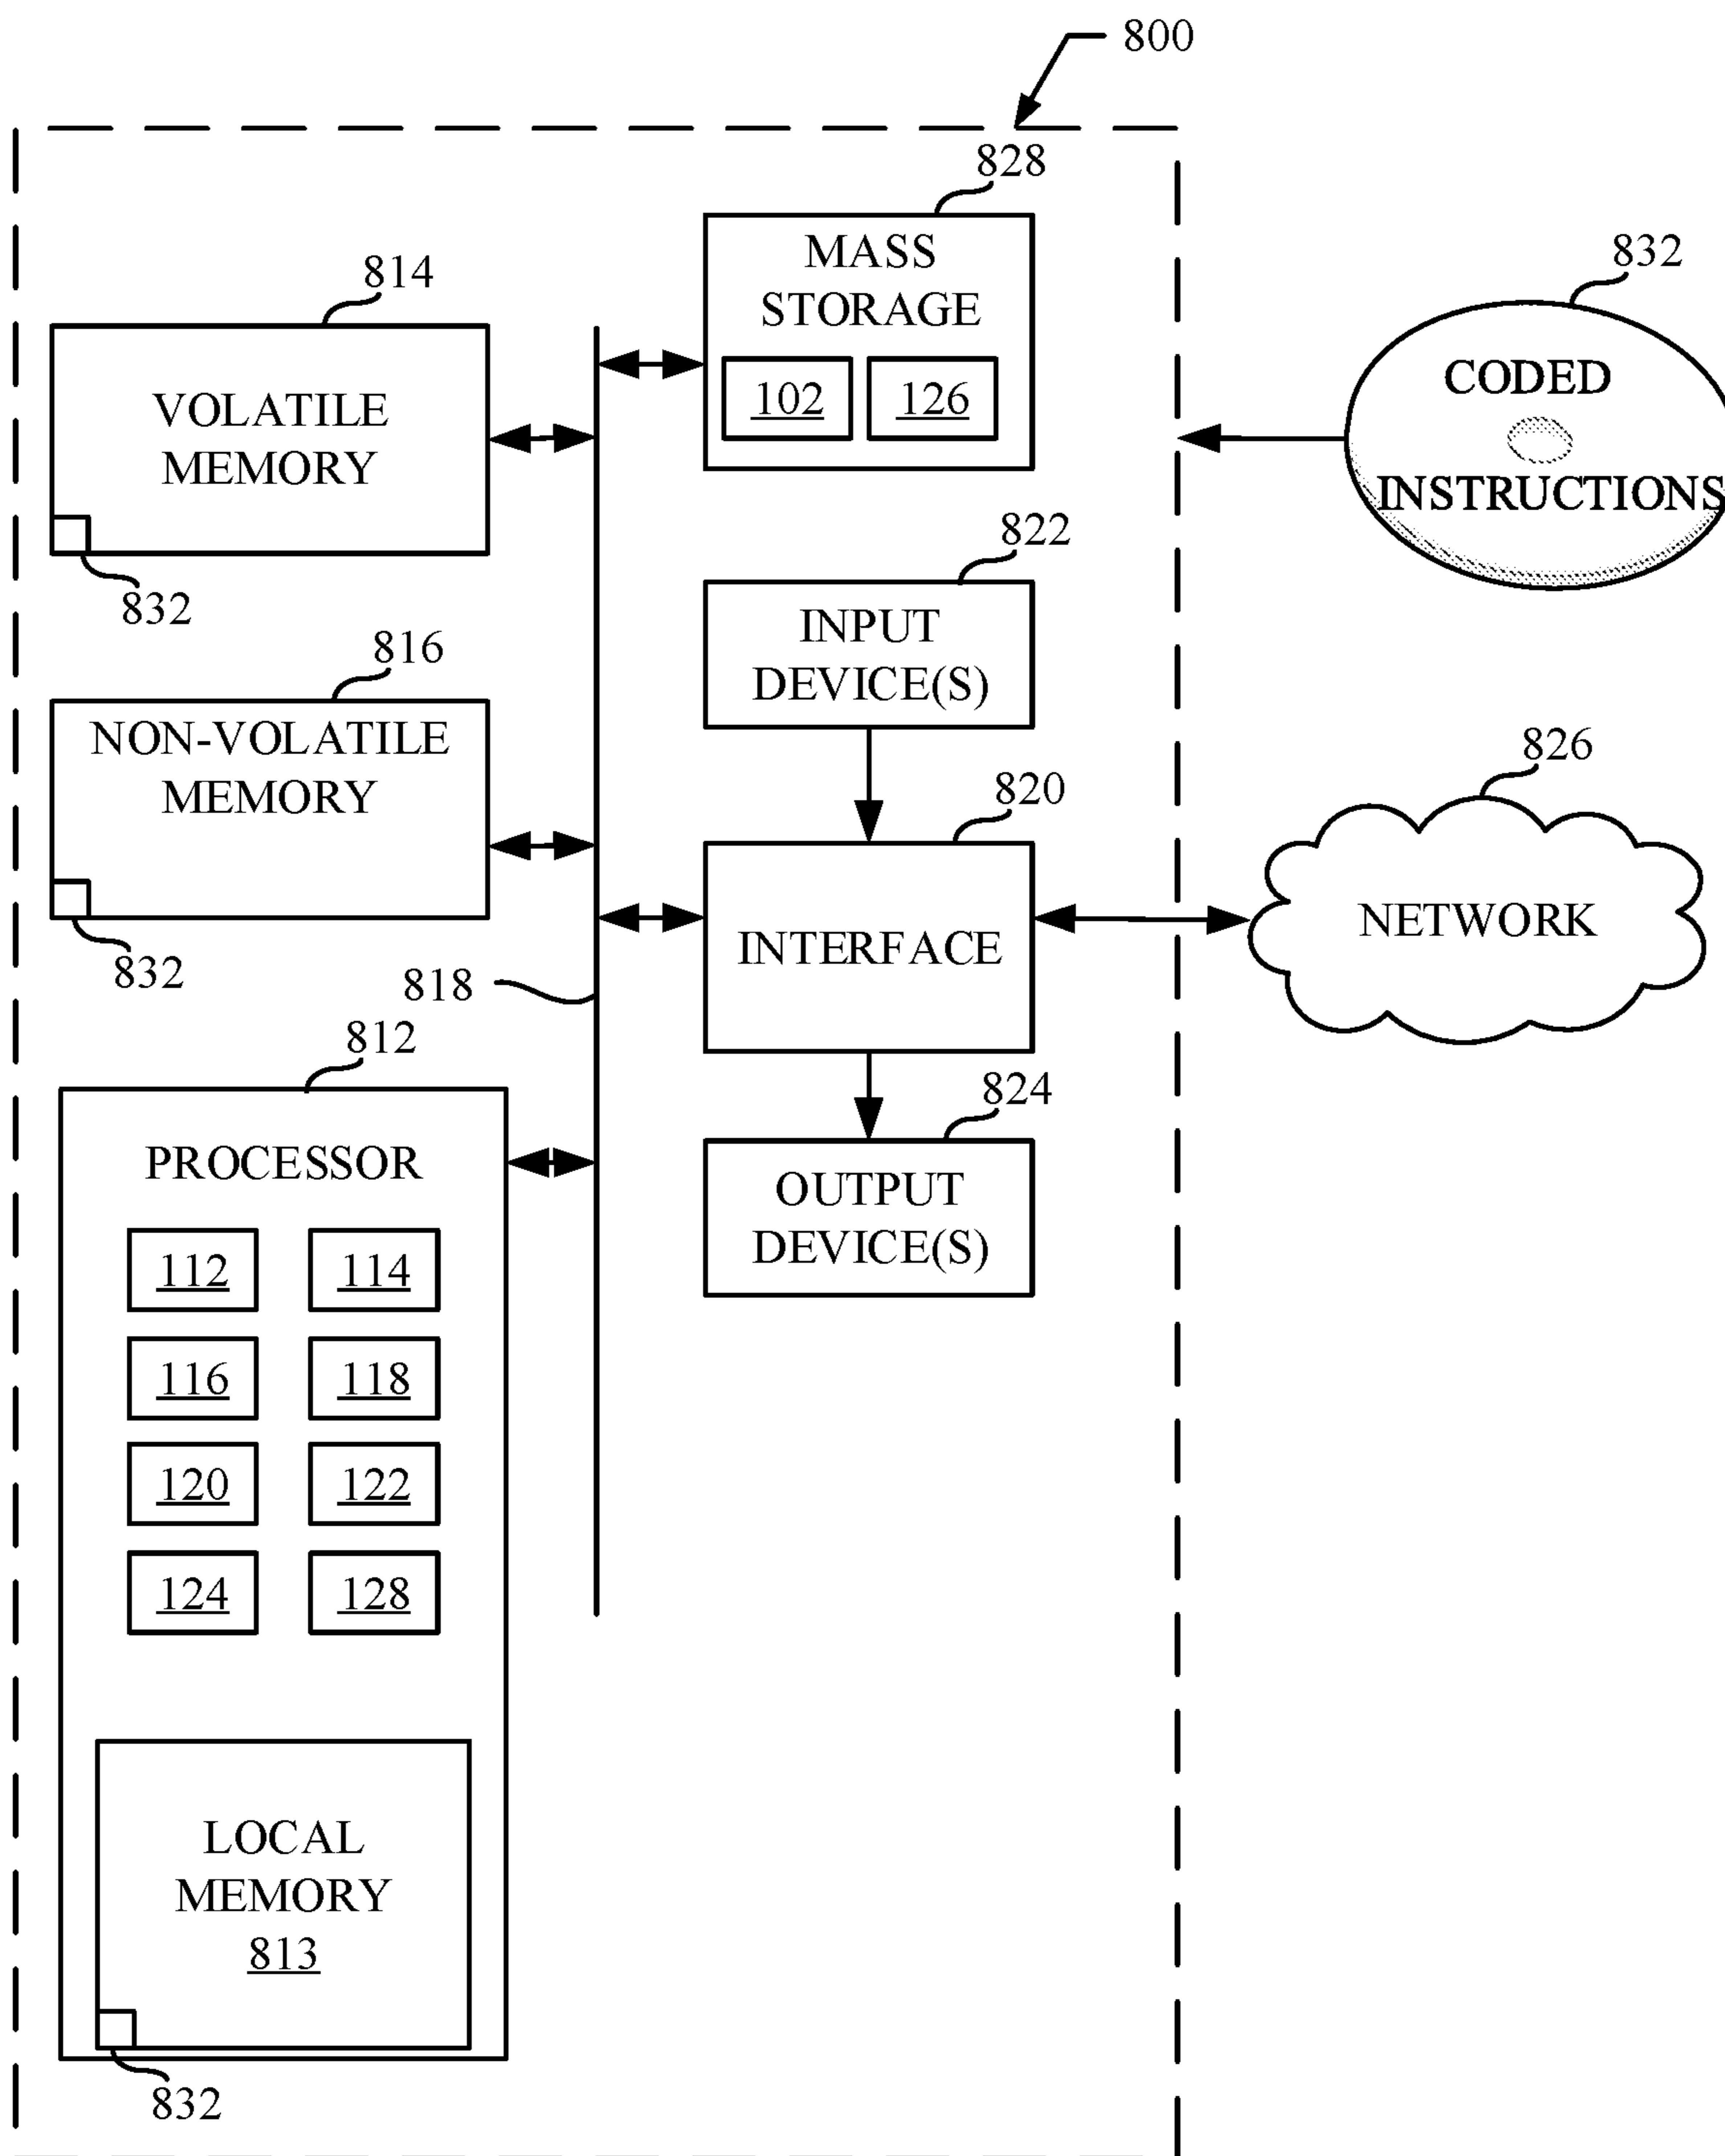 800
828
MASS
STORAGE
102 126
814
VOLATILE
MEMORY
832
832
CODED
INSTRUCTIONS
822
INPUT
DEVICE(S)
816
NON-VOLATILE
MEMORY
832
818
820
INTERFACE
826
NETWORK
812
PROCESSOR
112 114
116 118
120 122
124 128
LOCAL
MEMORY
813
832
824
OUTPUT
DEVICE(S)